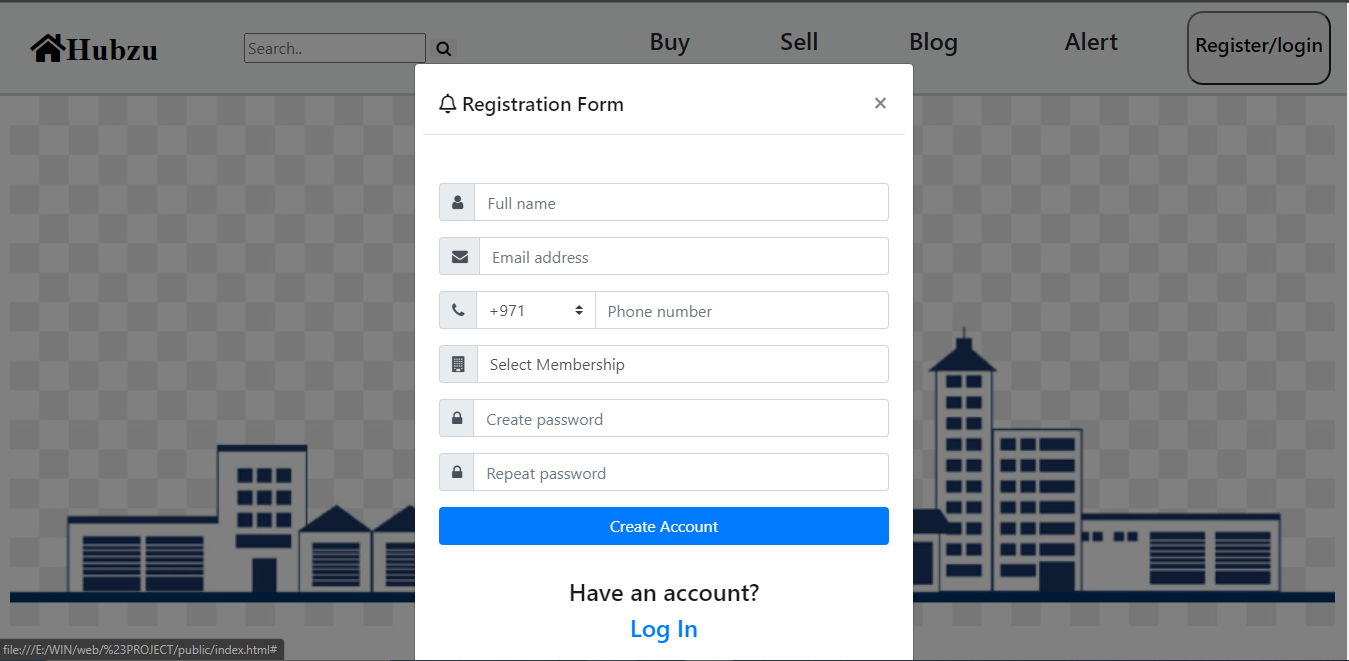 Hubzu
Search..
Buy
Sell
Blog
Alert
Register/login
Registration Form
×
Full name
Email address
+971
Phone number
Select Membership
Create password
Repeat password
Create Account
Have an account?
Log In
file:///E:/WIN/web/%23PROJECT/public/index.html#